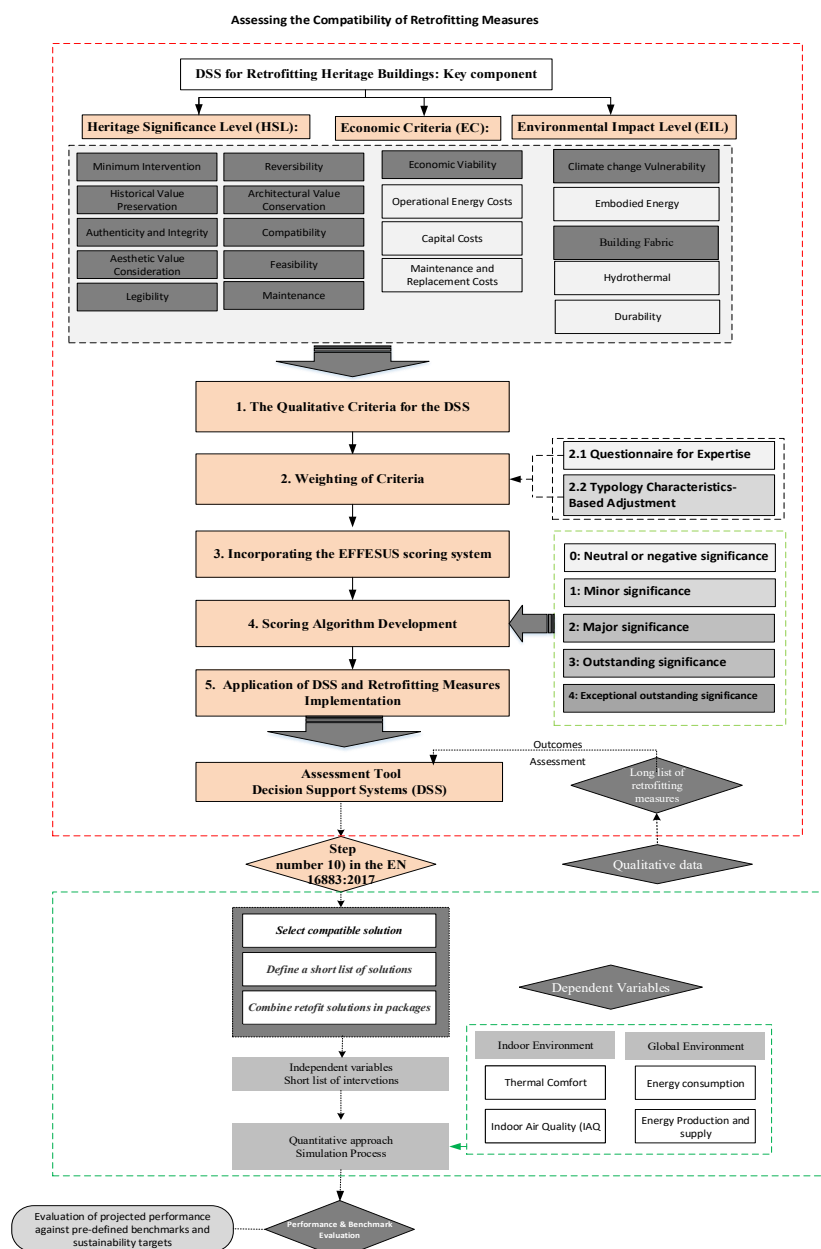 Assessing the Compatibility of Retrofitting Measures
DSS for Retrofitting Heritage Buildings: Key component
Heritage Significance Level (HSL):
Economic Criteria (EC):
Environmental Impact Level (EIL)
Minimum Intervention
Historical Value
Preservation
Authenticity and Integrity
Aesthetic Value
Consideration
Legibility
Reversibility
Architectural Value
Conservation
Compatibility
Feasibility
Maintenance
Economic Viability
Operational Energy Costs
Capital Costs
Maintenance and
Replacement Costs
Climate change Vulnerability
Embodied Energy
Building Fabric
Hydrothermal
Durability
1. The Qualitative Criteria for the DSS
2. Weighting of Criteria
2.1 Questionnaire for Expertise
2.2 Typology Characteristics-
Based Adjustment
3. Incorporating the EFFESUS scoring system
4. Scoring Algorithm Development
0: Neutral or negative significance
1: Minor significance
2: Major significance
3: Outstanding significance
4: Exceptional outstanding significance
5. Application of DSS and Retrofitting Measures
Implementation
Outcomes
Assessment
Assessment Tool
Decision Support Systems (DSS)
Long list of
retrofitting
measures
Qualitative data
Step
number 10) in the EN
16883:2017
Select compatible solution
Define a short list of solutions
Combine retofit solutions in packages
Dependent Variables
Independent variables
Short list of intervetions
Indoor Environment
Thermal Comfort
Indoor Air Quality (IAQ
Global Environment
Energy consumption
Energy Production and
supply
Quantitative approach
Simulation Process
Evaluation of projected performance
against pre-defined benchmarks and
sustainability targets
Performance & Benchmark
Evaluation